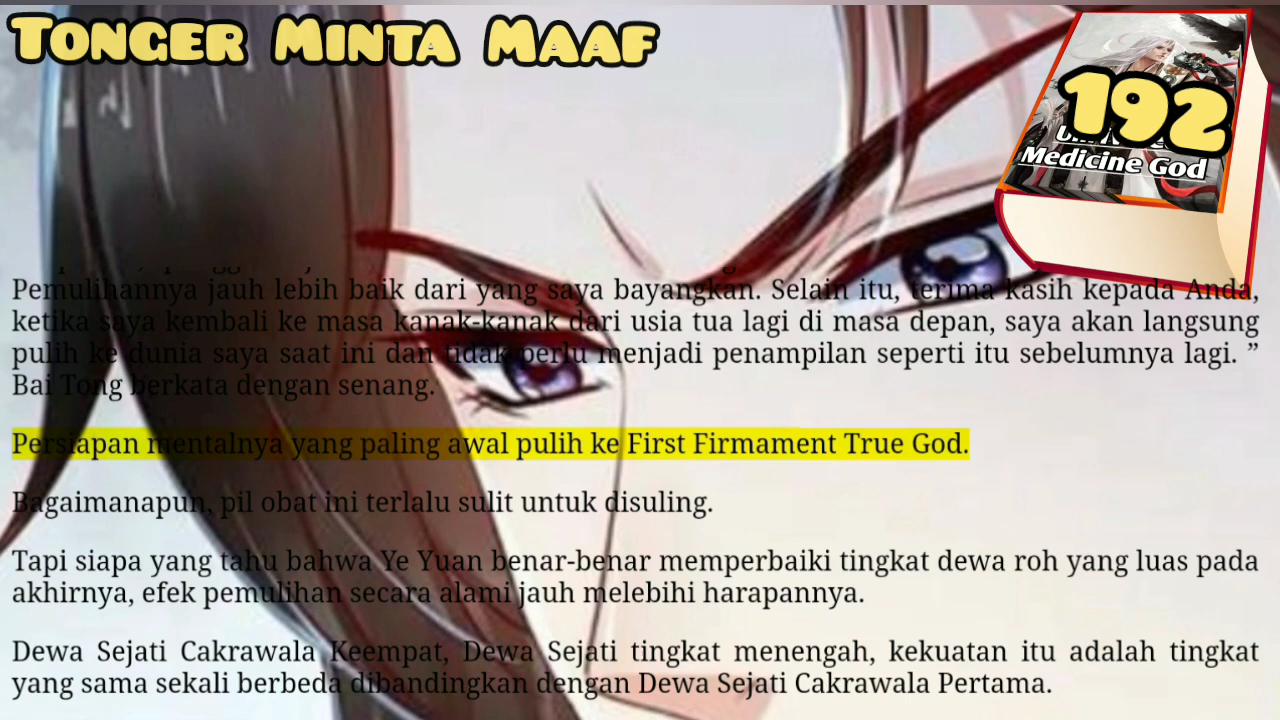 Tonger Minta Maaf
192
Medicine God
Pemulihannya jauh lebih baik dari yang saya bayangkan. Selain itu, terima kasih kepada Anda,
ketika saya kembali ke masa kanak-kanak dari usia tua lagi di masa depan, saya akan langsung
pulih ke dunia saya saat ini dan tidak perlu menjadi penampilan seperti itu sebelumnya lagi. ”
Bai Tong berkata dengan senang.
Persiapan mentalnya yang paling awal pulih ke First Firmament True God.
Bagaimanapun, pil obat ini terlalu sulit untuk disuling.
Tapi siapa yang tahu bahwa Ye Yuan benar-benar memperbaiki tingkat dewa roh yang luas pada
akhirnya, efek pemulihan secara alami jauh melebihi harapannya.
Dewa Sejati Cakrawala Keempat, Dewa Sejati tingkat menengah, kekuatan itu adalah tingkat
yang sama sekali berbeda dibandingkan dengan Dewa Sejati Cakrawala Pertama.